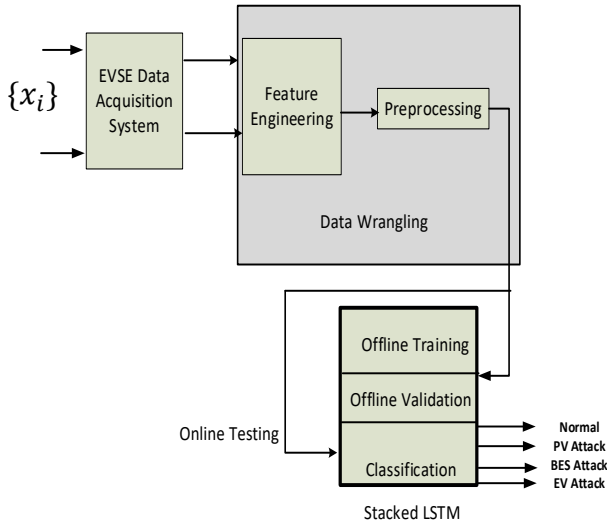 {x_i}
EVSE Data
Acquisition
System
Feature
Engineering
Preprocessing
Data Wrangling
Offline Training
Offline Validation
Online Testing
Classification
Normal
PV Attack
BES Attack
EV Attack
Stacked LSTM